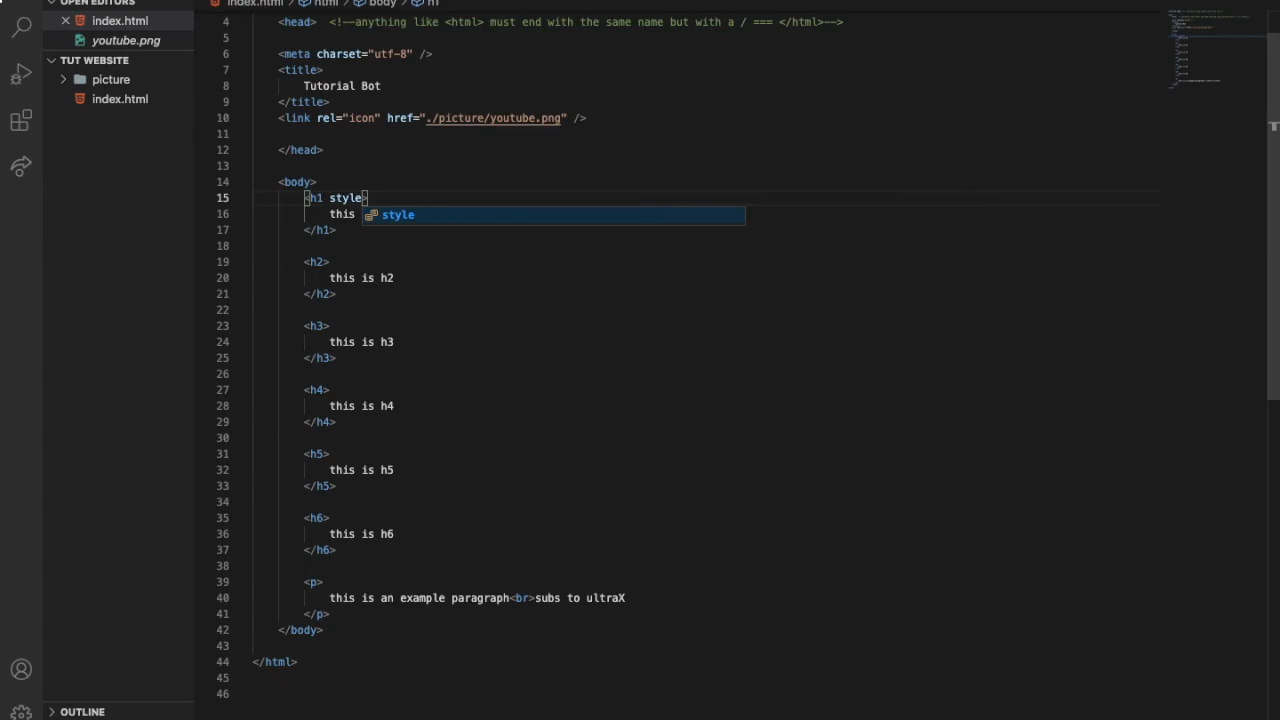 OPEN EDITORS
index.html
youtube.png
TUT WEBSITE
picture
index.html
OUTLINE
index.html > html > body > h1
4 <head> <!--anything like <html> must end with the same name but with a / === </html>-->
5
6 <meta charset="utf-8" />
7 <title>
8 Tutorial Bot
9 </title>
10 <link rel="icon" href="./picture/youtube.png" />
11
12 </head>
13
14 <body>
15 <h1 style>
16 this
style
17 </h1>
18
19 <h2>
20 this is h2
21 </h2>
22
23 <h3>
24 this is h3
25 </h3>
26
27 <h4>
28 this is h4
29 </h4>
30
31 <h5>
32 this is h5
33 </h5>
34
35 <h6>
36 this is h6
37 </h6>
38
39 <p>
40 this is an example paragraph<br>subs to ultraX
41 </p>
42 </body>
43
44 </html>
45
46